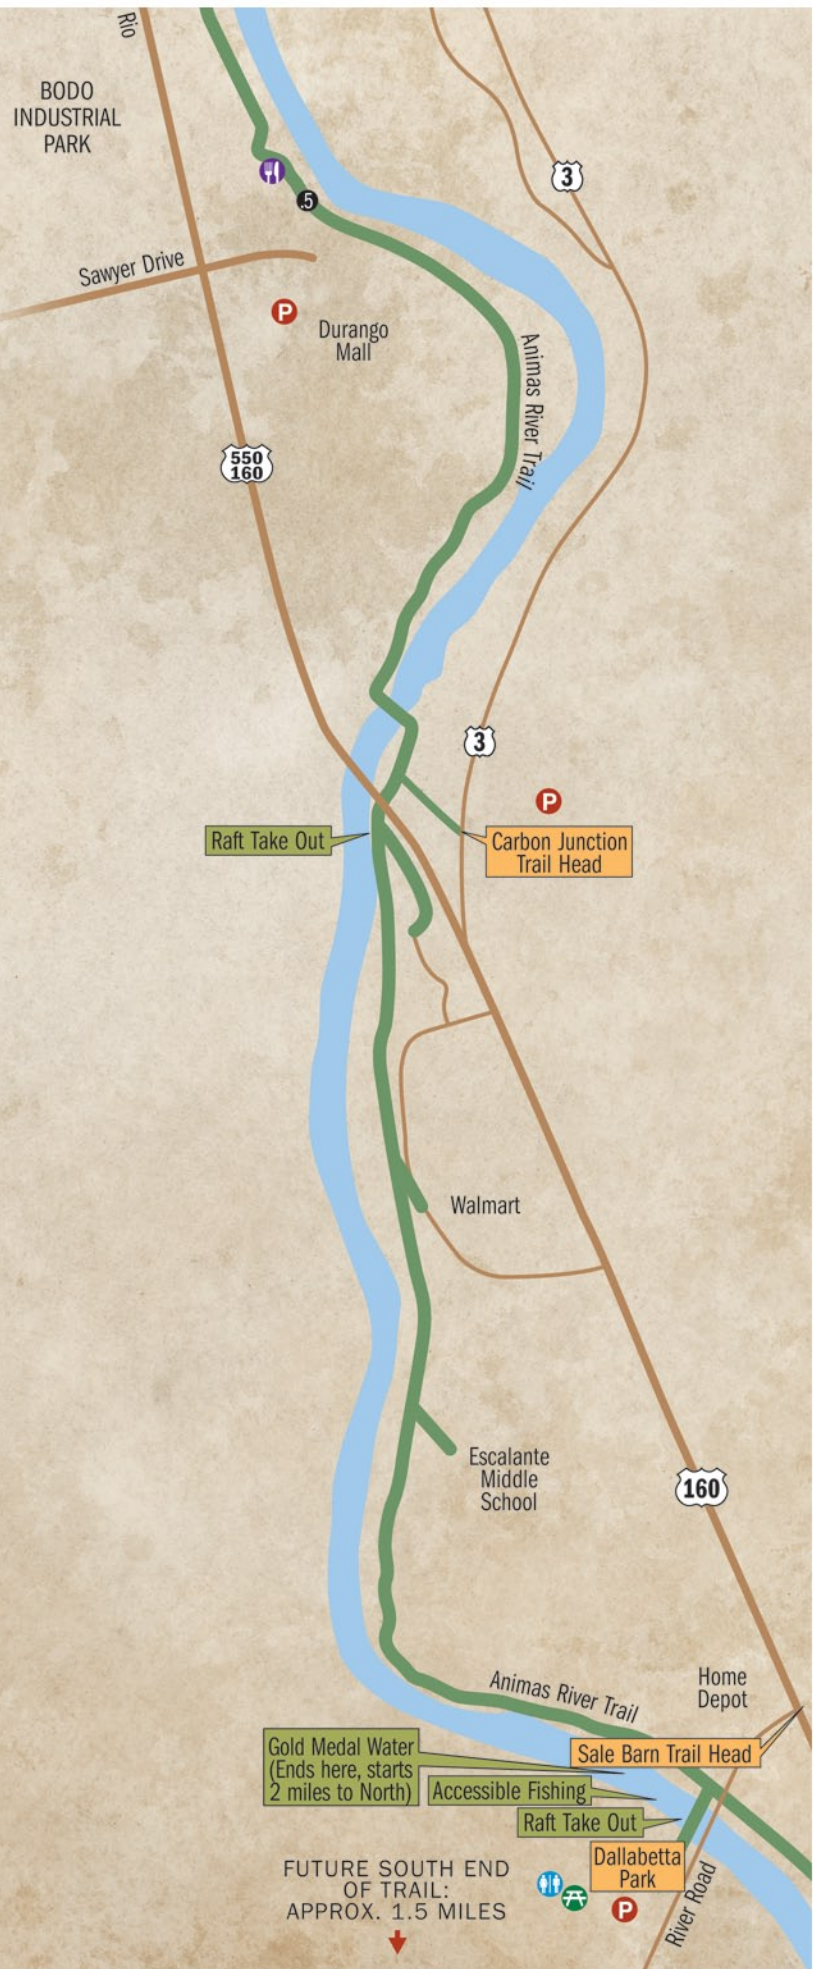 Rio
BODO
INDUSTRIAL
PARK
3
.5
Sawyer Drive
P
Durango
Mall
Animas River Trail
550
160
3
P
Raft Take Out
Carbon Junction
Trail Head
Walmart
Escalante
Middle
School
160
Home
Depot
Animas River Trail
Gold Medal Water
(Ends here, starts
2 miles to North)
Sale Barn Trail Head
Accessible Fishing
Raft Take Out
Dallabetta
Park
FUTURE SOUTH END
OF TRAIL:
APPROX. 1.5 MILES
P
River Road